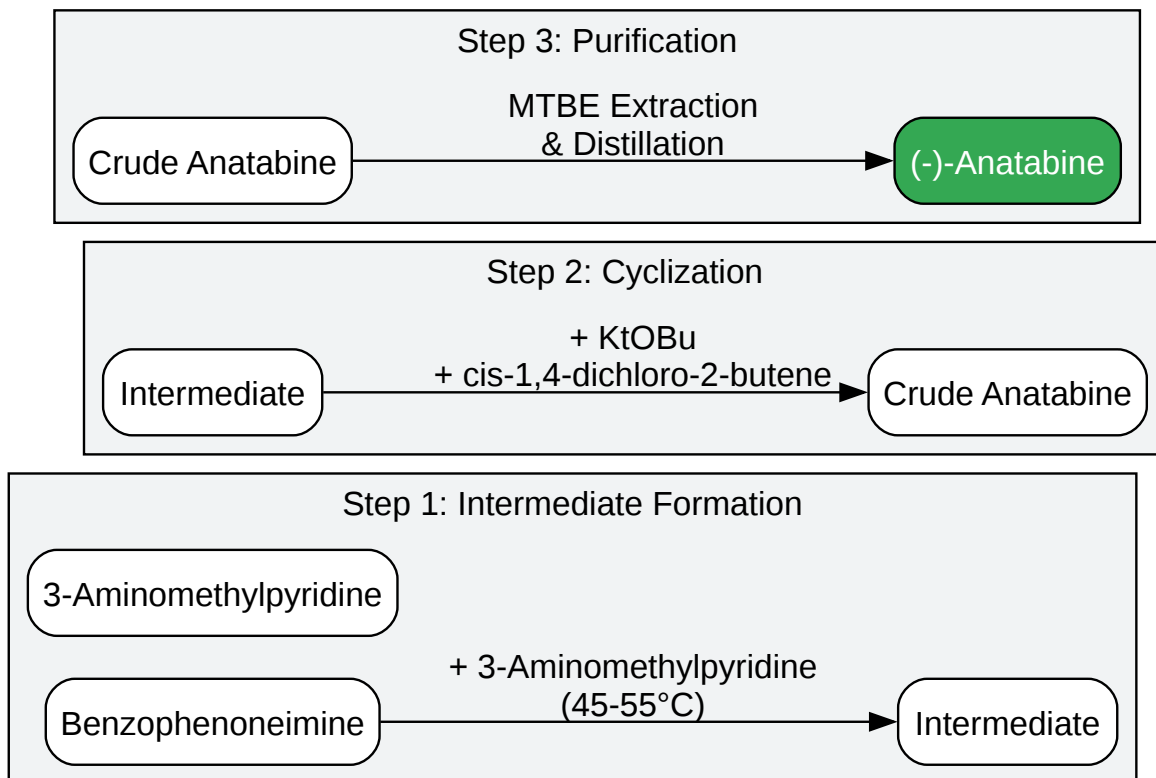 Step 3: Purification
MTBE Extraction
& Distillation
Crude Anatabine
(-)-Anatabine
Step 2: Cyclization
+ KtOBu
+ cis-1,4-dichloro-2-butene
Intermediate
Crude Anatabine
Step 1: Intermediate Formation
3-Aminomethylpyridine
+ 3-Aminomethylpyridine
(45-55°C)
Benzophenoneimine
Intermediate